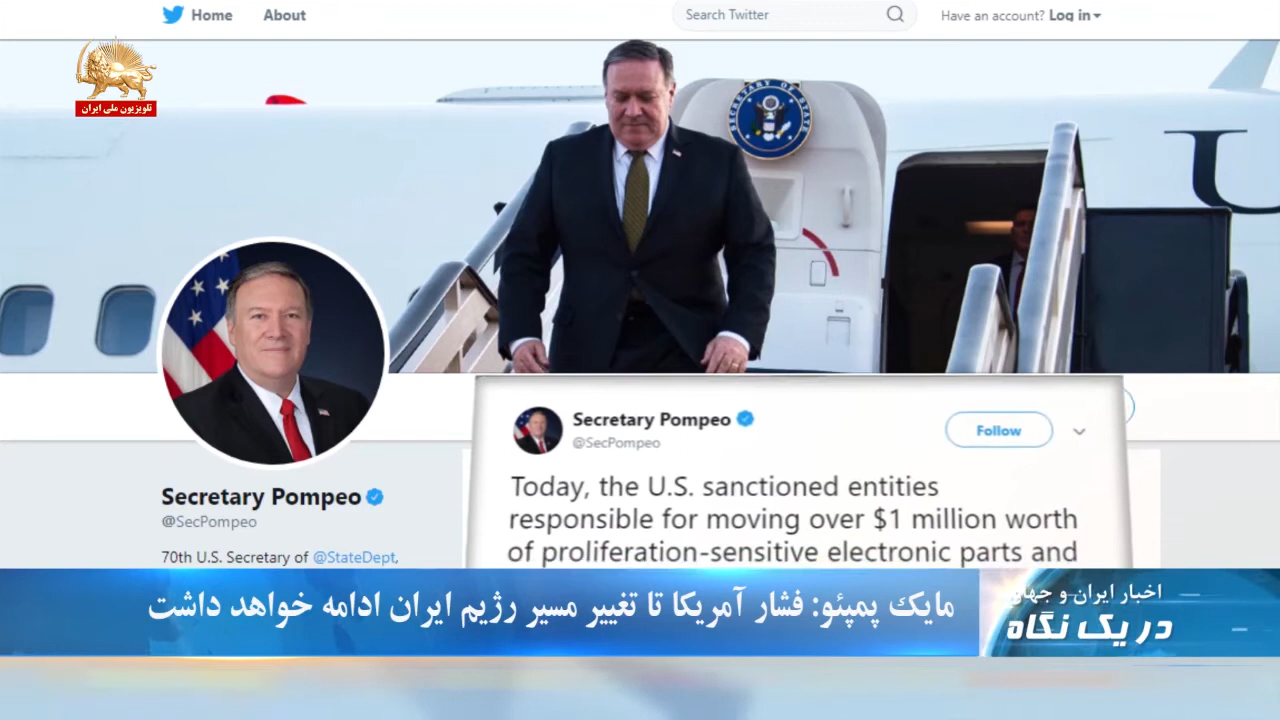 Home About Search Twitter Have an account? Log in
تلویزیون ملی ایران
SECRETARY OF STATE
U
Secretary Pompeo
@SecPompeo
Follow
Today, the U.S. sanctioned entities
responsible for moving over $1 million worth
of proliferation-sensitive electronic parts and
Secretary Pompeo
@SecPompeo
70th U.S. Secretary of @StateDept,
اخبار ایران و جهان
در یک نگاه
مایک پمپئو: فشار آمریکا تا تغییر مسیر رژیم ایران ادامه خواهد داشت